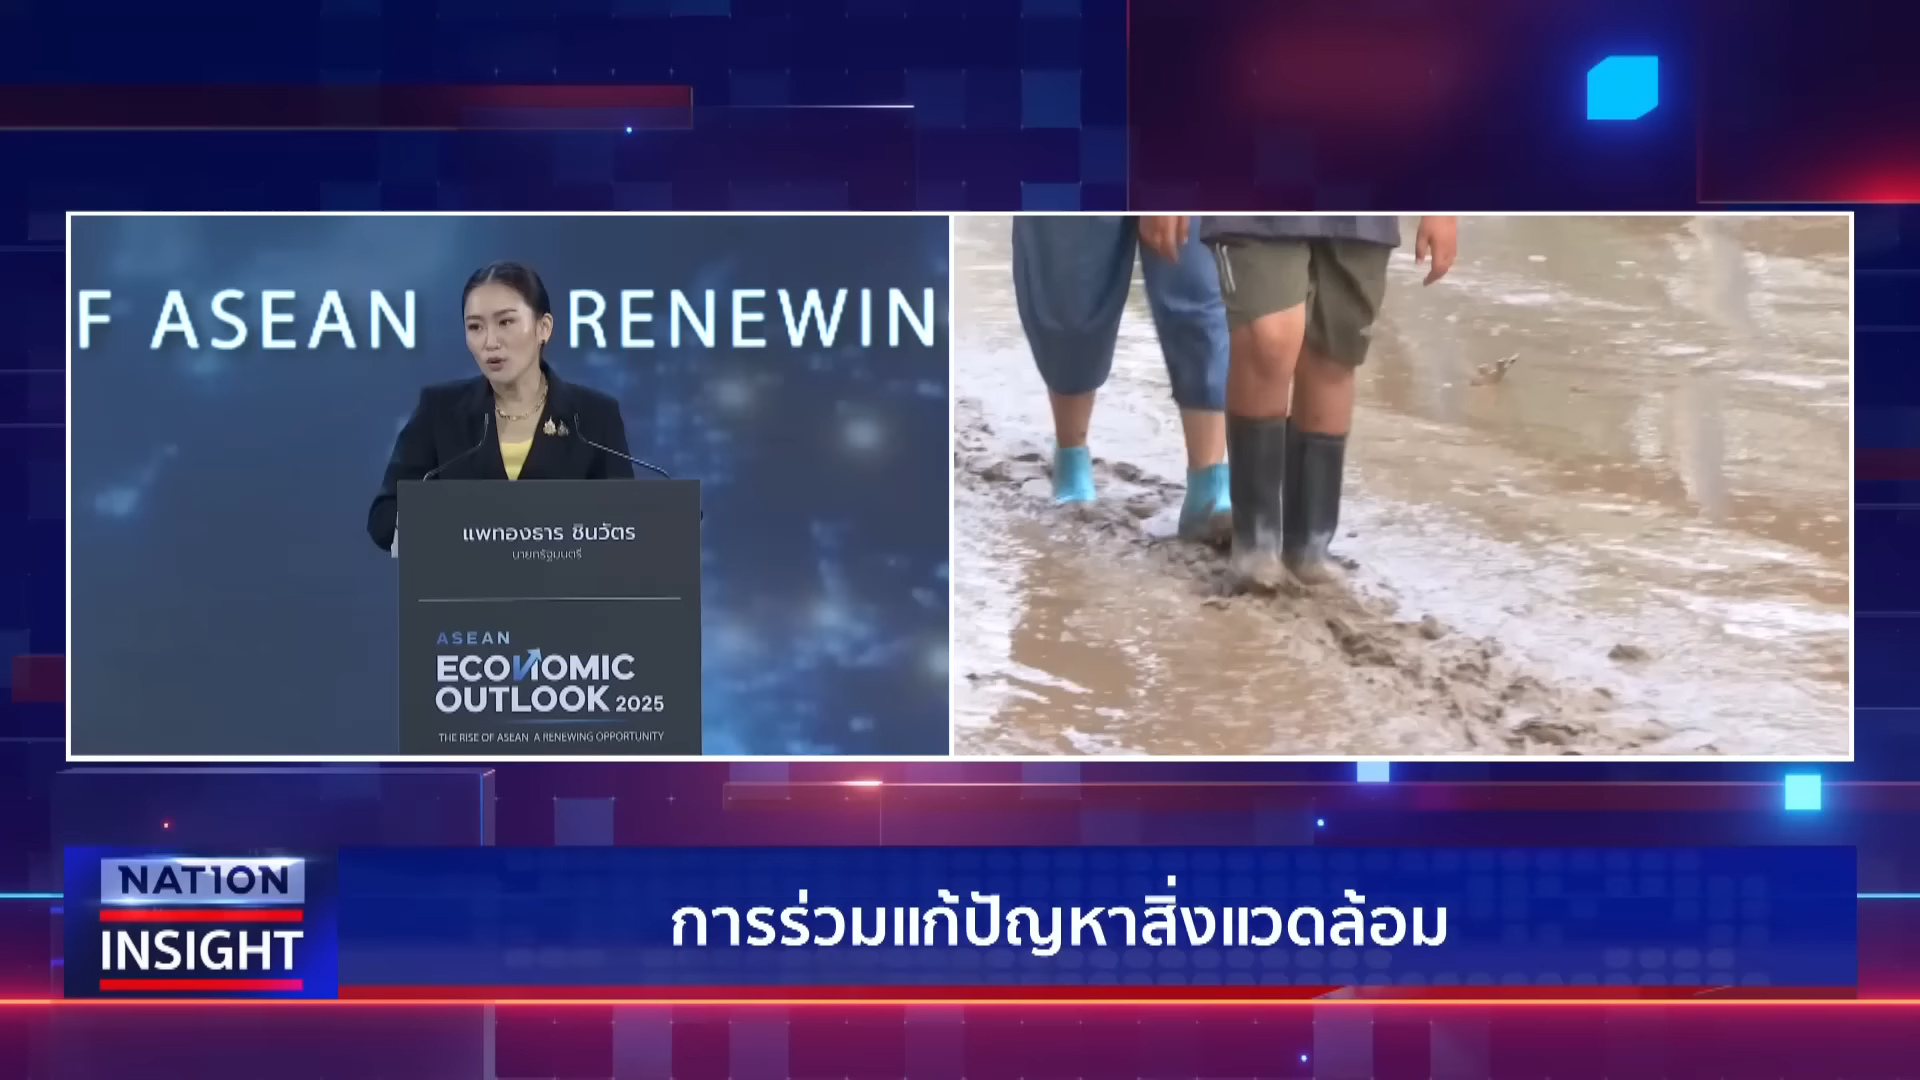 F ASEAN RENEWIN
แพทองธาร ชินวัตร
นายกรัฐมนตรี
ASEAN
ECONOMIC
OUTLOOK 2025
THE RISE OF ASEAN A RENEWING OPPORTUNITY
NATION
INSIGHT
การร่วมแก้ปัญหาสิ่งแวดล้อม